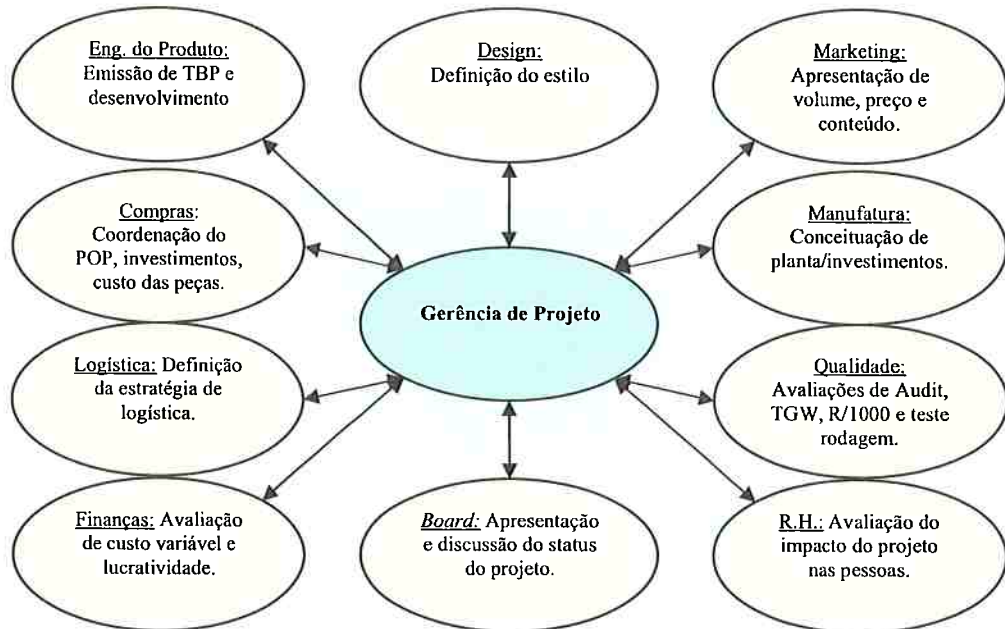 Eng. do Produto:
Emissão de TBP e
desenvolvimento
Design:
Definição do estilo
Marketing:
Apresentação de
volume, preço e
conteúdo.
Compras:
Coordenação do
POP, investimentos,
custo das peças.
Manufatura:
Conceituação de
planta/investimentos.
Gerência de Projeto
Logística: Definição
da estratégia de
logística.
Qualidade:
Avaliações de Audit,
TGW, R/1000 e teste
rodagem.
Finanças: Avaliação
de custo variável e
lucratividade.
Board: Apresentação
e discussão do status
do projeto.
R.H.: Avaliação do
impacto do projeto
nas pessoas.